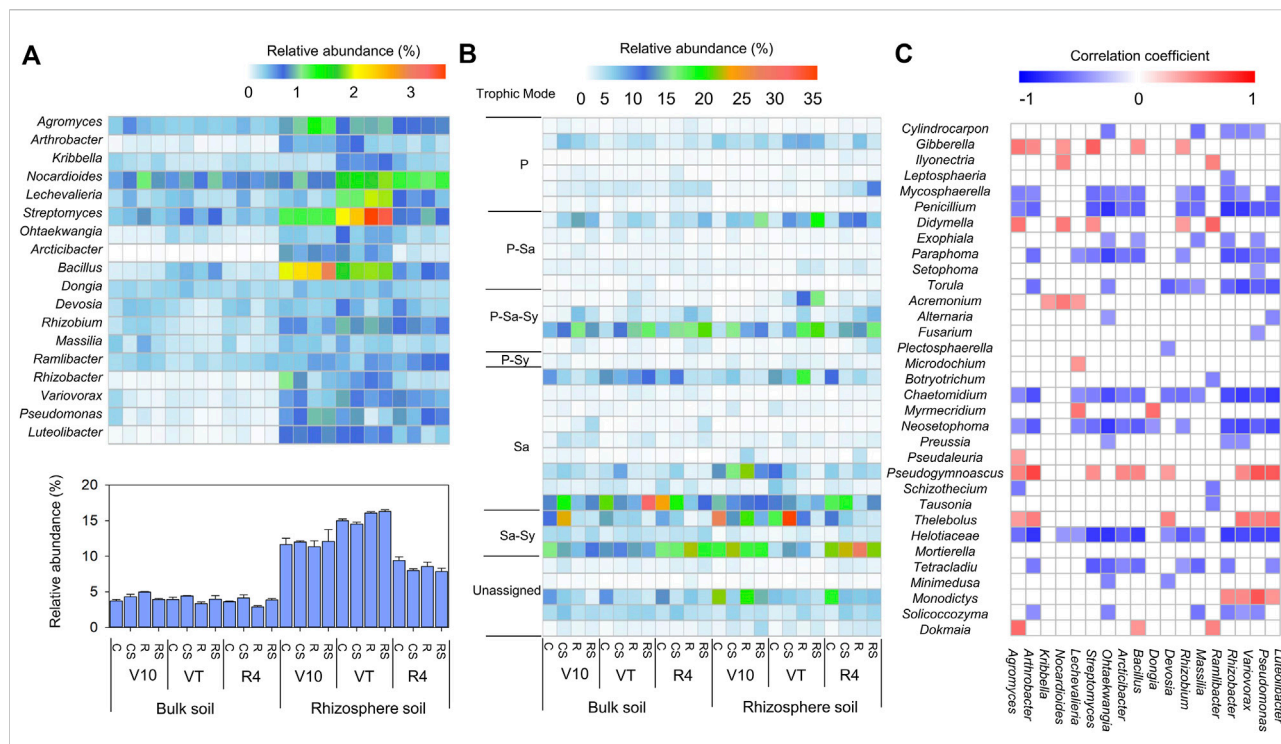 A
Relative abundance (%)
0 1 2 3
Agromyces
Arthrobacter
Kribbella
Nocardioides
Lechevalieria
Streptomyces
Ohtaekwangia
Arcticibacter
Bacillus
Dongia
Devosia
Rhizobium
Massilia
Ramlibacter
Rhizobacter
Variovorax
Pseudomonas
Luteolibacter
Relative abundance (%)
20
15
10
5
0
C CS R RS C CS R RS C CS R RS C CS R RS C CS R RS C CS R RS
V10 VT R4 V10 VT R4
Bulk soil Rhizosphere soil
B
Relative abundance (%)
Trophic Mode 0 5 10 15 20 25 35
P
P-Sa
P-Sa-Sy
P-Sy
Sa
Sa-Sy
Unassigned
C CS R RS C CS R RS C CS R RS C CS R RS C CS R RS C CS R RS
V10 VT R4 V10 VT R4
Bulk soil Rhizosphere soil
C
Correlation coefficient
-1 0 1
Cylindrocarpon
Gibberella
Ilyonectria
Leptosphaeria
Mycosphaerella
Penicillium
Didymella
Exophiala
Paraphoma
Setophoma
Torula
Acremonium
Alternaria
Fusarium
Plectosphaerella
Microdochium
Botryotrichum
Chaetomidium
Myrmecridium
Neosetophoma
Preussia
Pseudaleuria
Pseudogymnoascus
Schizothecium
Tausonia
Thelebolus
Helotiaceae
Mortierella
Tetracladiu
Minimedusa
Monodictys
Solicoccozyma
Dokmaia
Agromyces
Arthrobacter
Kribbella
Nocardioides
Lechevalieria
Streptomyces
Ohtaekwangia
Arcticibacter
Bacillus
Dongia
Devosia
Rhizobium
Massilia
Ramlibacter
Rhizobacter
Variovorax
Pseudomonas
Luteolibacter